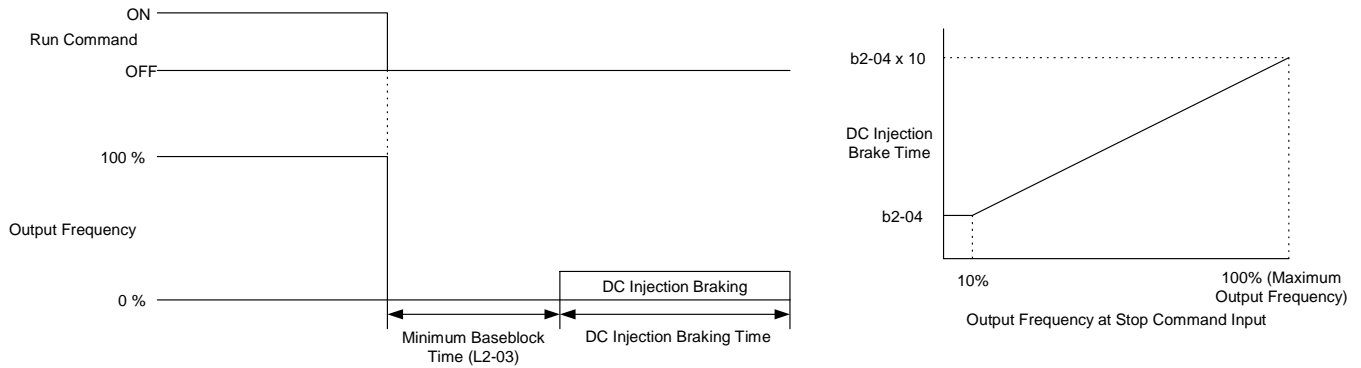 ON
Run Command
OFF
100 %
Output Frequency
0 %
DC Injection Braking
Minimum Baseblock
Time (L2-03)
DC Injection Braking Time
b2-04 x 10
DC Injection
Brake Time
b2-04
10%
100% (Maximum
Output Frequency)
Output Frequency at Stop Command Input